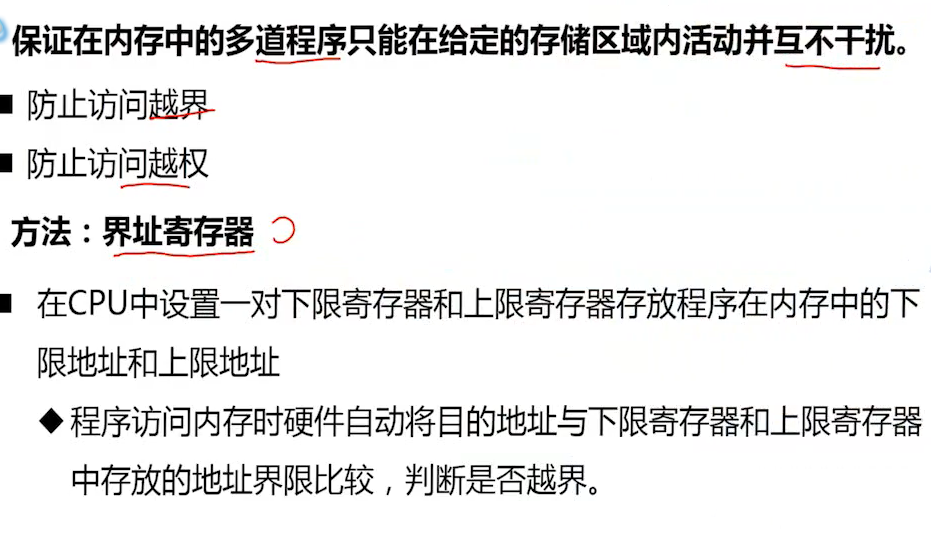 保证在内存中的多道程序只能在给定的存储区域内活动并互不干扰。
■ 防止访问越界
■ 防止访问越权
方法：界址寄存器
■ 在CPU中设置一对下限寄存器和上限寄存器存放程序在内存中的下
限地址和上限地址
◆ 程序访问内存时硬件自动将目的地址与下限寄存器和上限寄存器
中存放的地址界限比较，判断是否越界。